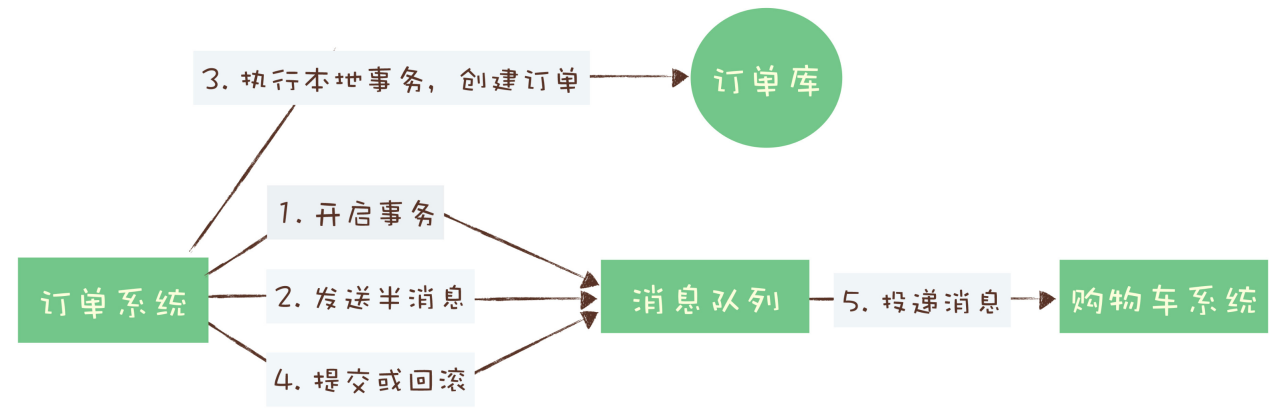 3. 执行本地事务，创建订单
订单库
1. 开启事务
订单系统
2. 发送半消息
消息队列
5. 投递消息
购物车系统
4. 提交或回滚